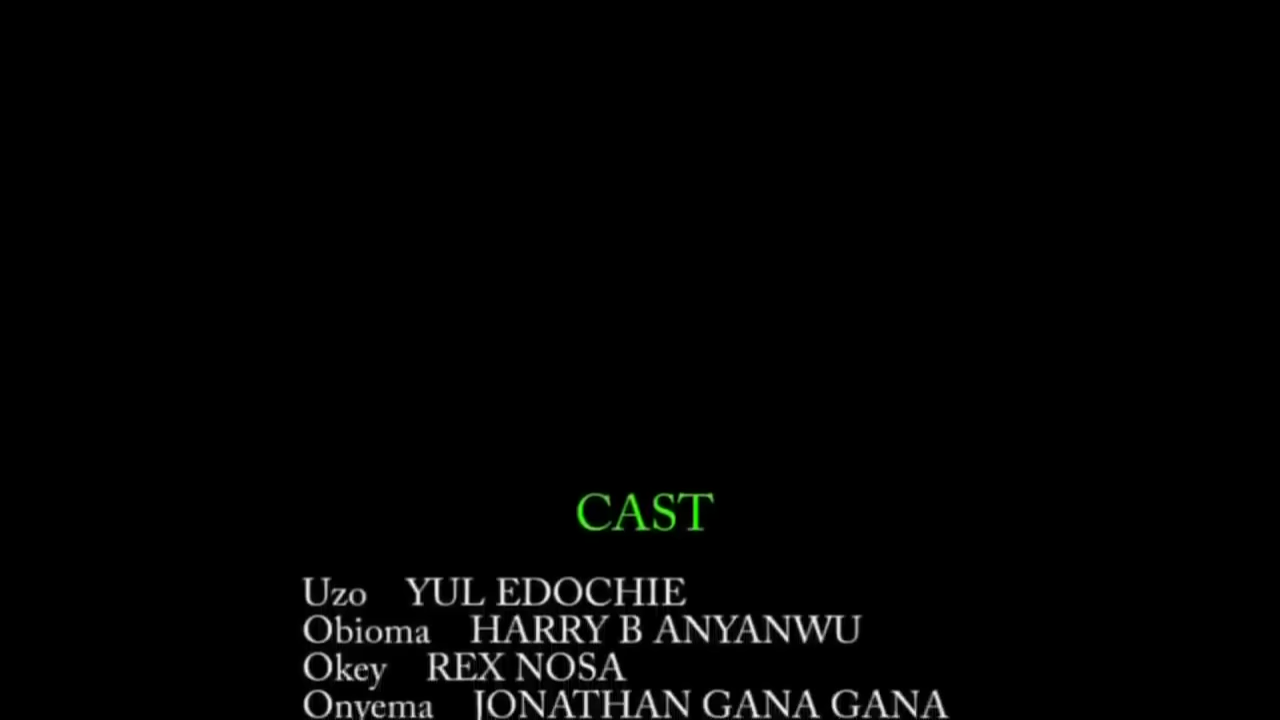 CAST
Uzo YUL EDOCHIE
Obioma HARRY B ANYANWU
Okey REX NOSA
Onyema JONATHAN GANA GANA